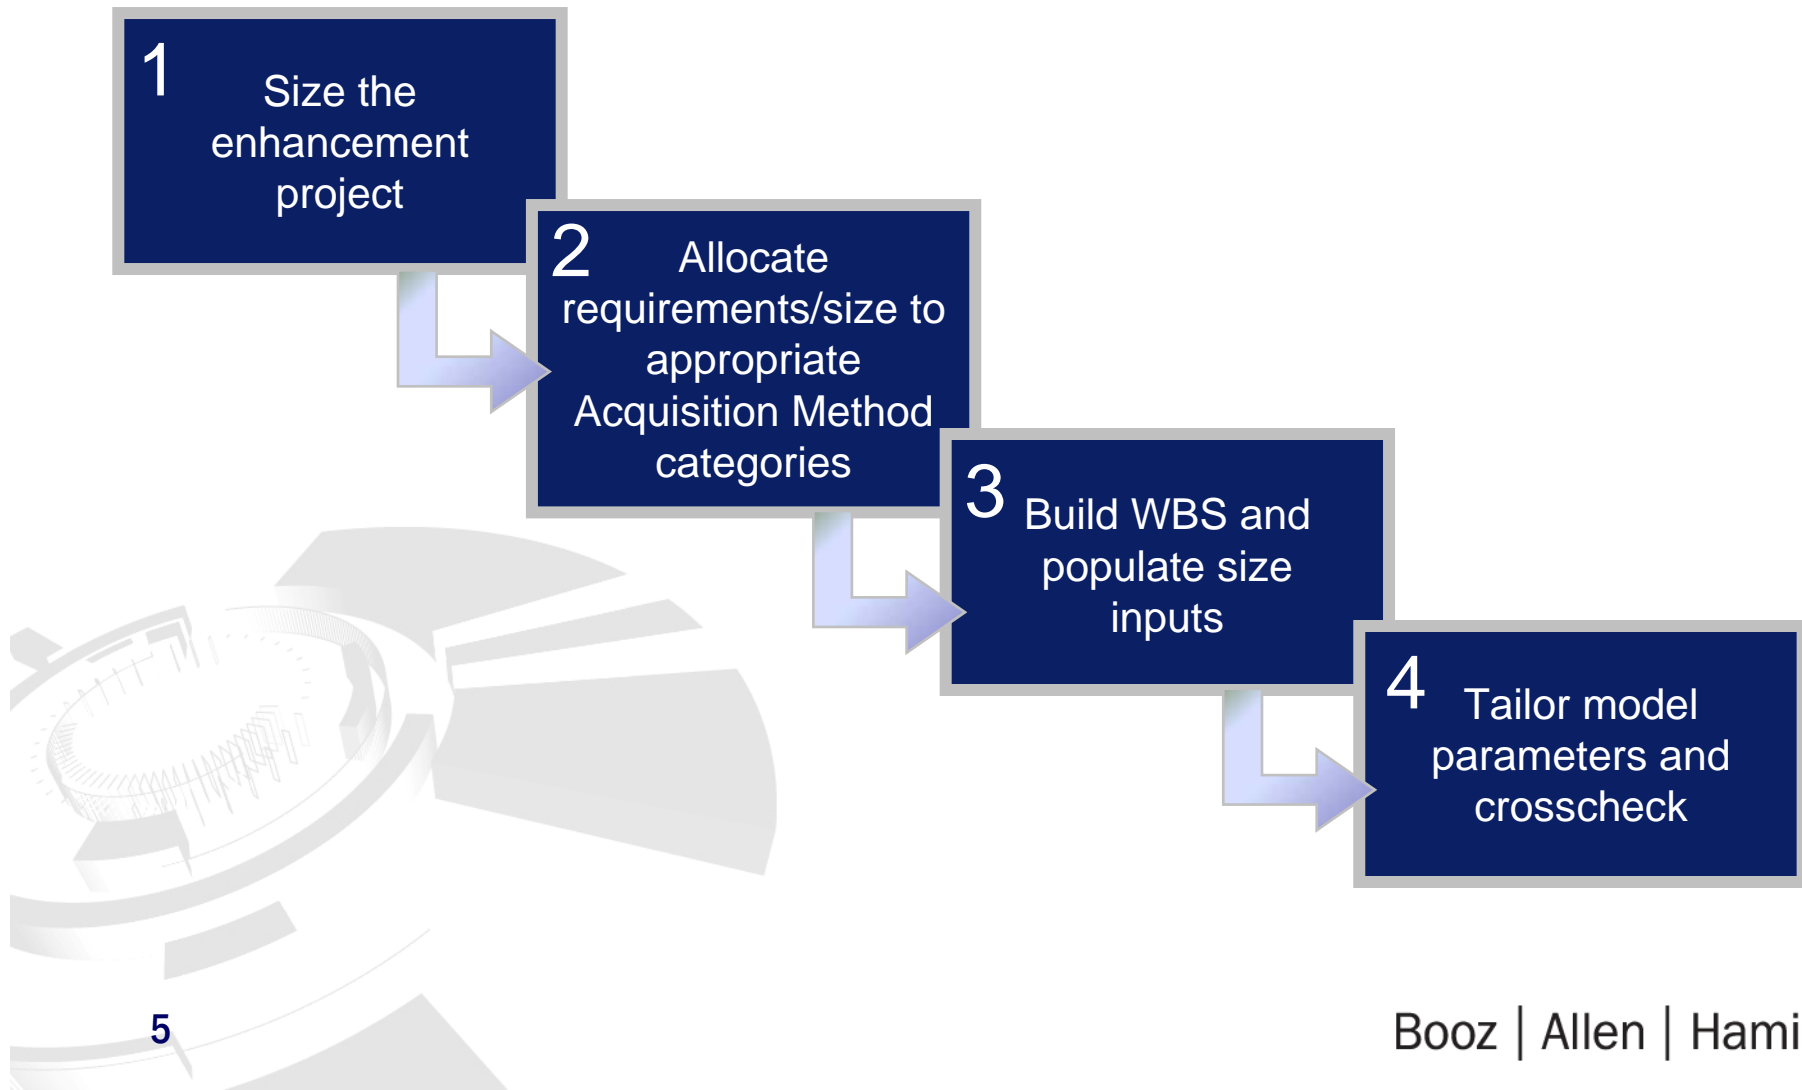 1
Size the
enhancement
project
2
Allocate
requirements/size to
appropriate
Acquisition Method
categories
3
Build WBS and
populate size
inputs
4
Tailor model
parameters and
crosscheck
5
Booz | Allen | Hami